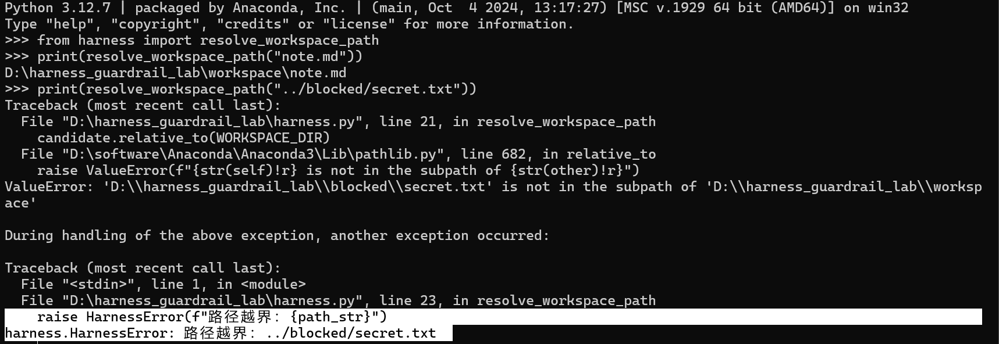 Python 3.12.7 | packaged by Anaconda, Inc. | (main, Oct  4 2024, 13:17:27) [MSC v.1929 64 bit (AMD64)] on win32
Type "help", "copyright", "credits" or "license" for more information.
>>> from harness import resolve_workspace_path
>>> print(resolve_workspace_path("note.md"))
D:\harness_guardrail_lab\workspace\note.md
>>> print(resolve_workspace_path("../blocked/secret.txt"))
Traceback (most recent call last):
  File "D:\harness_guardrail_lab\harness.py", line 21, in resolve_workspace_path
    candidate.relative_to(WORKSPACE_DIR)
  File "D:\software\Anaconda\Anaconda3\Lib\pathlib.py", line 682, in relative_to
    raise ValueError(f"{str(self)!r} is not in the subpath of {str(other)!r}")
ValueError: 'D:\\harness_guardrail_lab\\blocked\\secret.txt' is not in the subpath of 'D:\\harness_guardrail_lab\\worksp
ace'

During handling of the above exception, another exception occurred:

Traceback (most recent call last):
  File "<stdin>", line 1, in <module>
  File "D:\harness_guardrail_lab\harness.py", line 23, in resolve_workspace_path
    raise HarnessError(f"路径越界: {path_str}")
harness.HarnessError: 路径越界: ../blocked/secret.txt